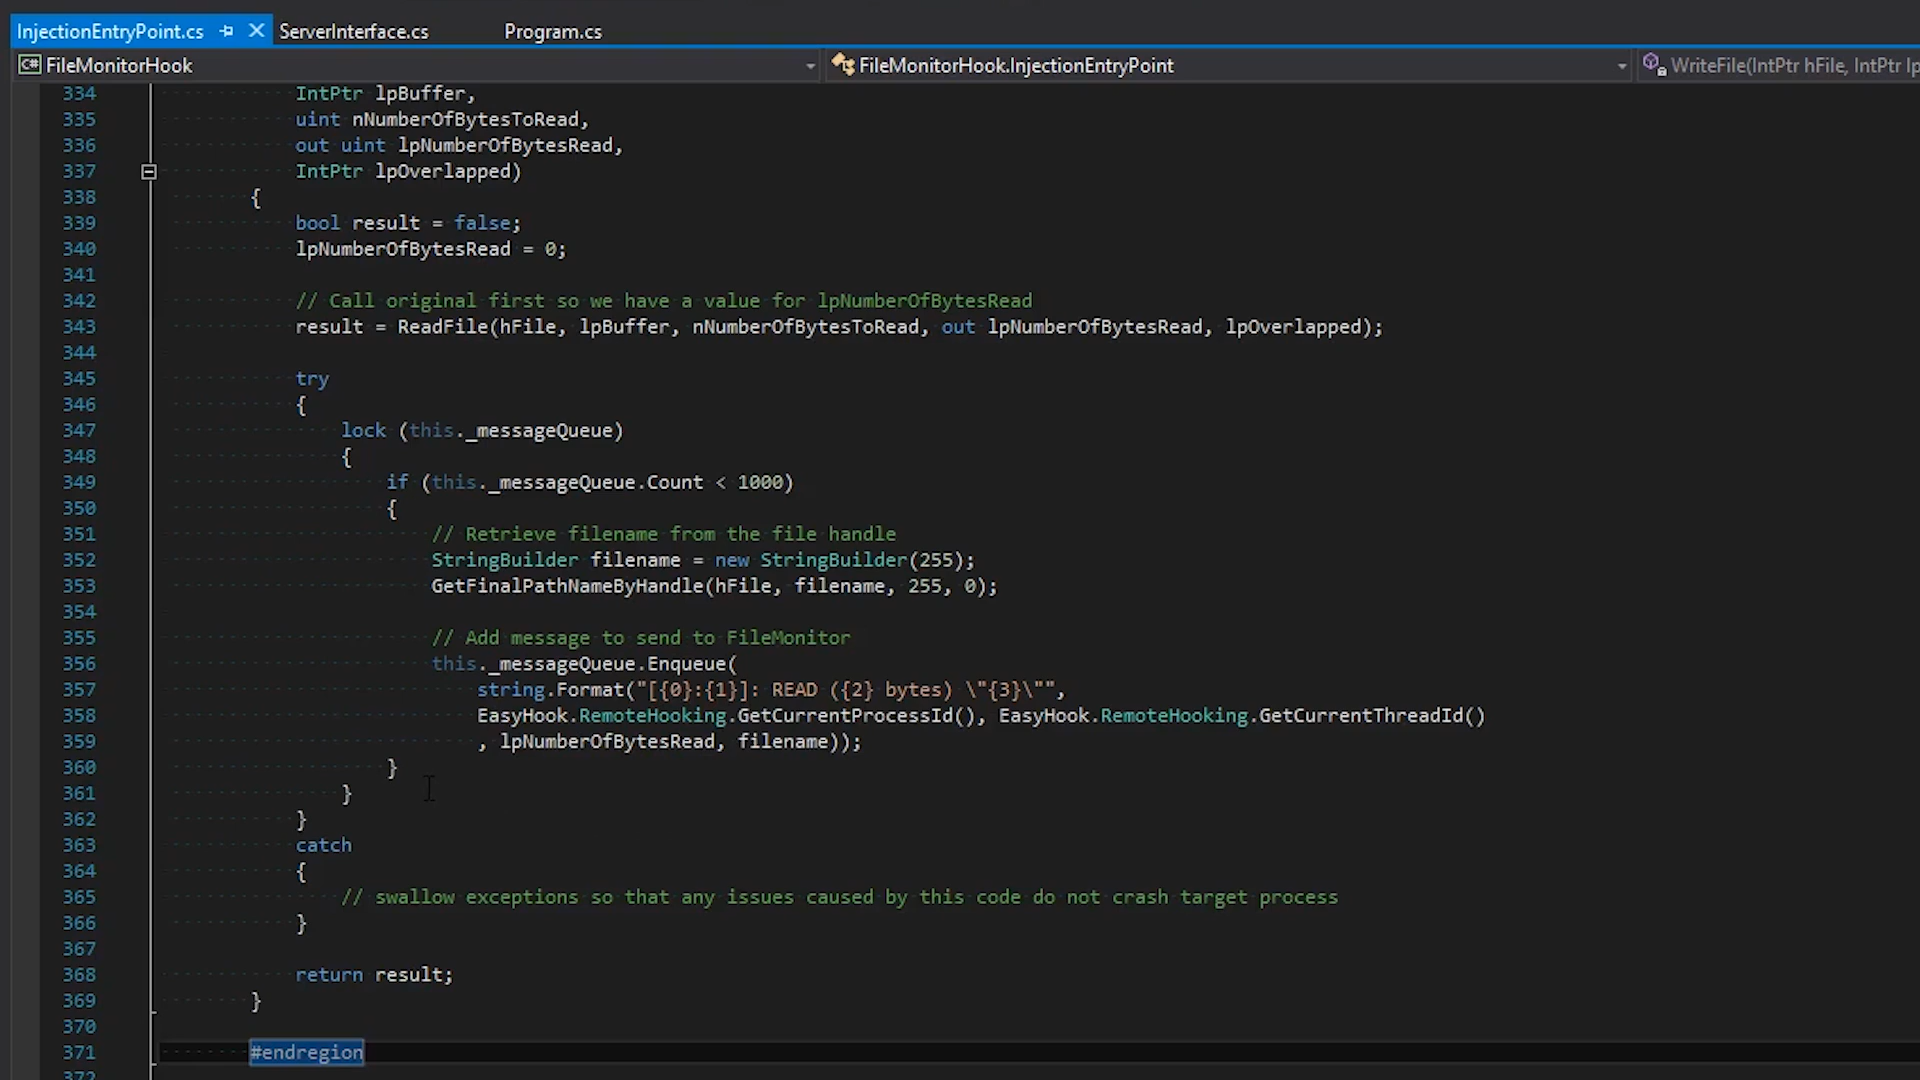 InjectionEntryPoint.cs ServerInterface.cs Program.cs
C# FileMonitorHook FileMonitorHook.InjectionEntryPoint WriteFile(IntPtr hFile, IntPtr lp
334 IntPtr lpBuffer,
335 uint nNumberOfBytesToRead,
336 out uint lpNumberOfBytesRead,
337 IntPtr lpOverlapped)
338 {
339 bool result = false;
340 lpNumberOfBytesRead = 0;
341
342 // Call original first so we have a value for lpNumberOfBytesRead
343 result = ReadFile(hFile, lpBuffer, nNumberOfBytesToRead, out lpNumberOfBytesRead, lpOverlapped);
344
345 try
346 {
347 lock (this._messageQueue)
348 {
349 if (this._messageQueue.Count < 1000)
350 {
351 // Retrieve filename from the file handle
352 StringBuilder filename = new StringBuilder(255);
353 GetFinalPathNameByHandle(hFile, filename, 255, 0);
354
355 // Add message to send to FileMonitor
356 this._messageQueue.Enqueue(
357 string.Format("[{0}:{1}]: READ ({2} bytes) \"{3}\"",
358 EasyHook.RemoteHooking.GetCurrentProcessId(), EasyHook.RemoteHooking.GetCurrentThreadId()
359 , lpNumberOfBytesRead, filename));
360 }
361 }
362 }
363 catch
364 {
365 // swallow exceptions so that any issues caused by this code do not crash target process
366 }
367
368 return result;
369 }
370
371 #endregion
372